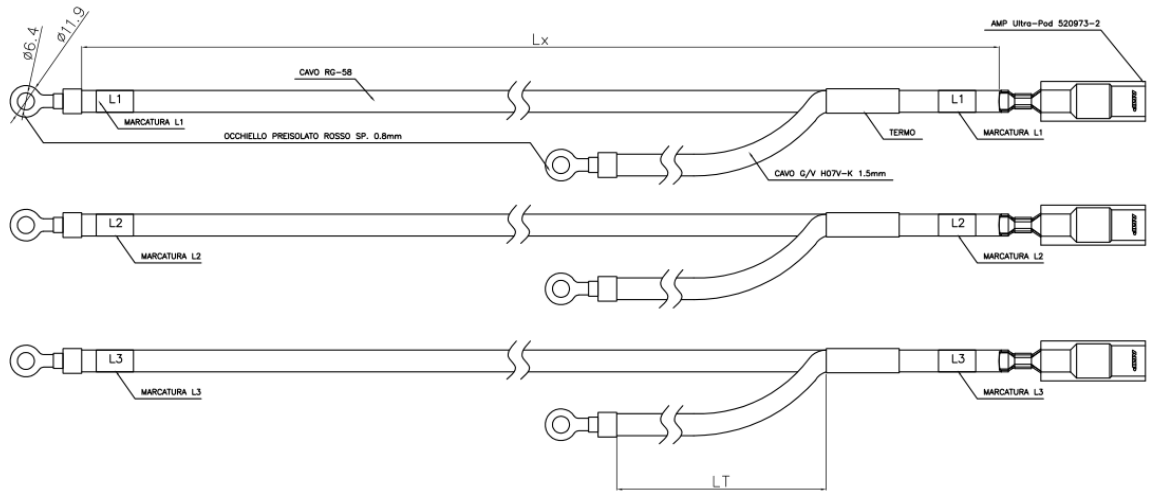 AMP Ultra-Pod 520973-2
Ø11.9
Ø6.4
Lx
CAVO RG-58
L1
L1
MARCATURA L1
TERMO
MARCATURA L1
OCCHIELLO PREISOLATO ROSSO SP. 0.8mm
CAVO G/V H07V-K 1.5mm
L2
L2
MARCATURA L2
MARCATURA L2
L3
L3
MARCATURA L3
MARCATURA L3
LT